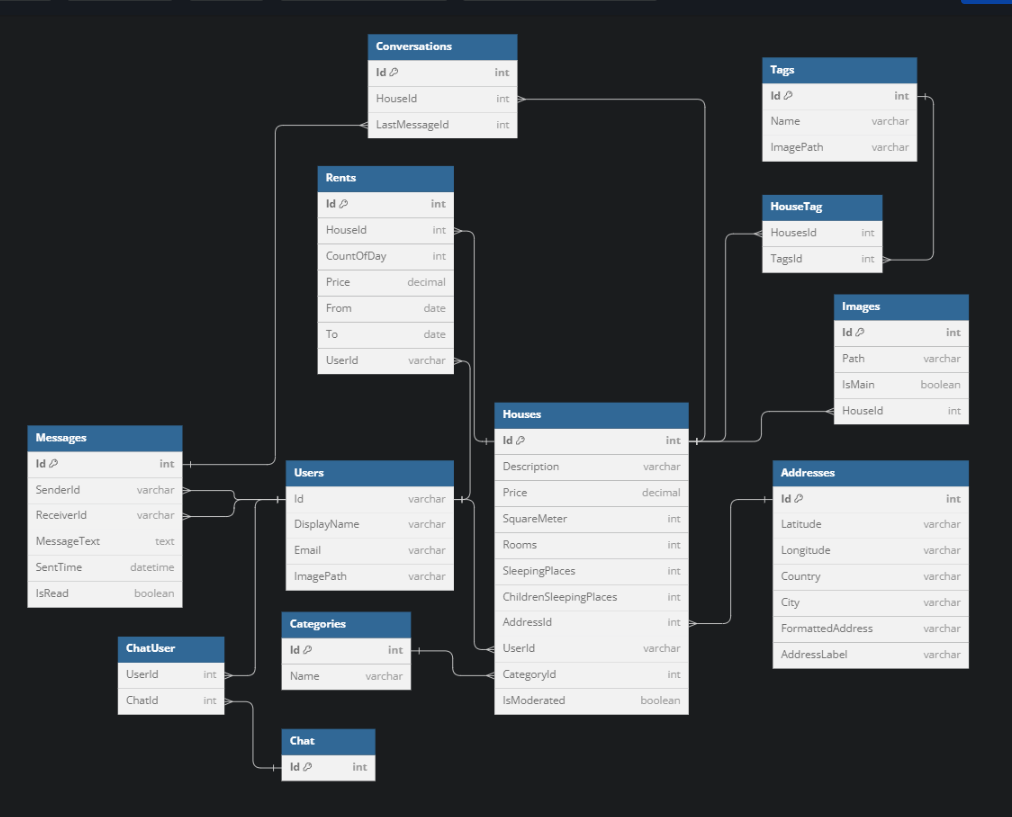 Conversations
Id int
HouseId int
LastMessageId int
Tags
Id int
Name varchar
ImagePath varchar
Rents
Id int
HouseId int
CountOfDay int
Price decimal
From date
To date
UserId varchar
HouseTag
HousesId int
TagsId int
Images
Id int
Path varchar
IsMain boolean
HouseId int
Houses
Id int
Description varchar
Price decimal
SquareMeter int
Rooms int
SleepingPlaces int
ChildrenSleepingPlaces int
AddressId int
UserId varchar
CategoryId int
IsModerated boolean
Messages
Id int
SenderId varchar
ReceiverId varchar
MessageText text
SentTime datetime
IsRead boolean
Users
Id varchar
DisplayName varchar
Email varchar
ImagePath varchar
Addresses
Id int
Latitude varchar
Longitude varchar
Country varchar
City varchar
FormattedAddress varchar
AddressLabel varchar
Categories
Id int
Name varchar
ChatUser
UserId int
ChatId int
Chat
Id int